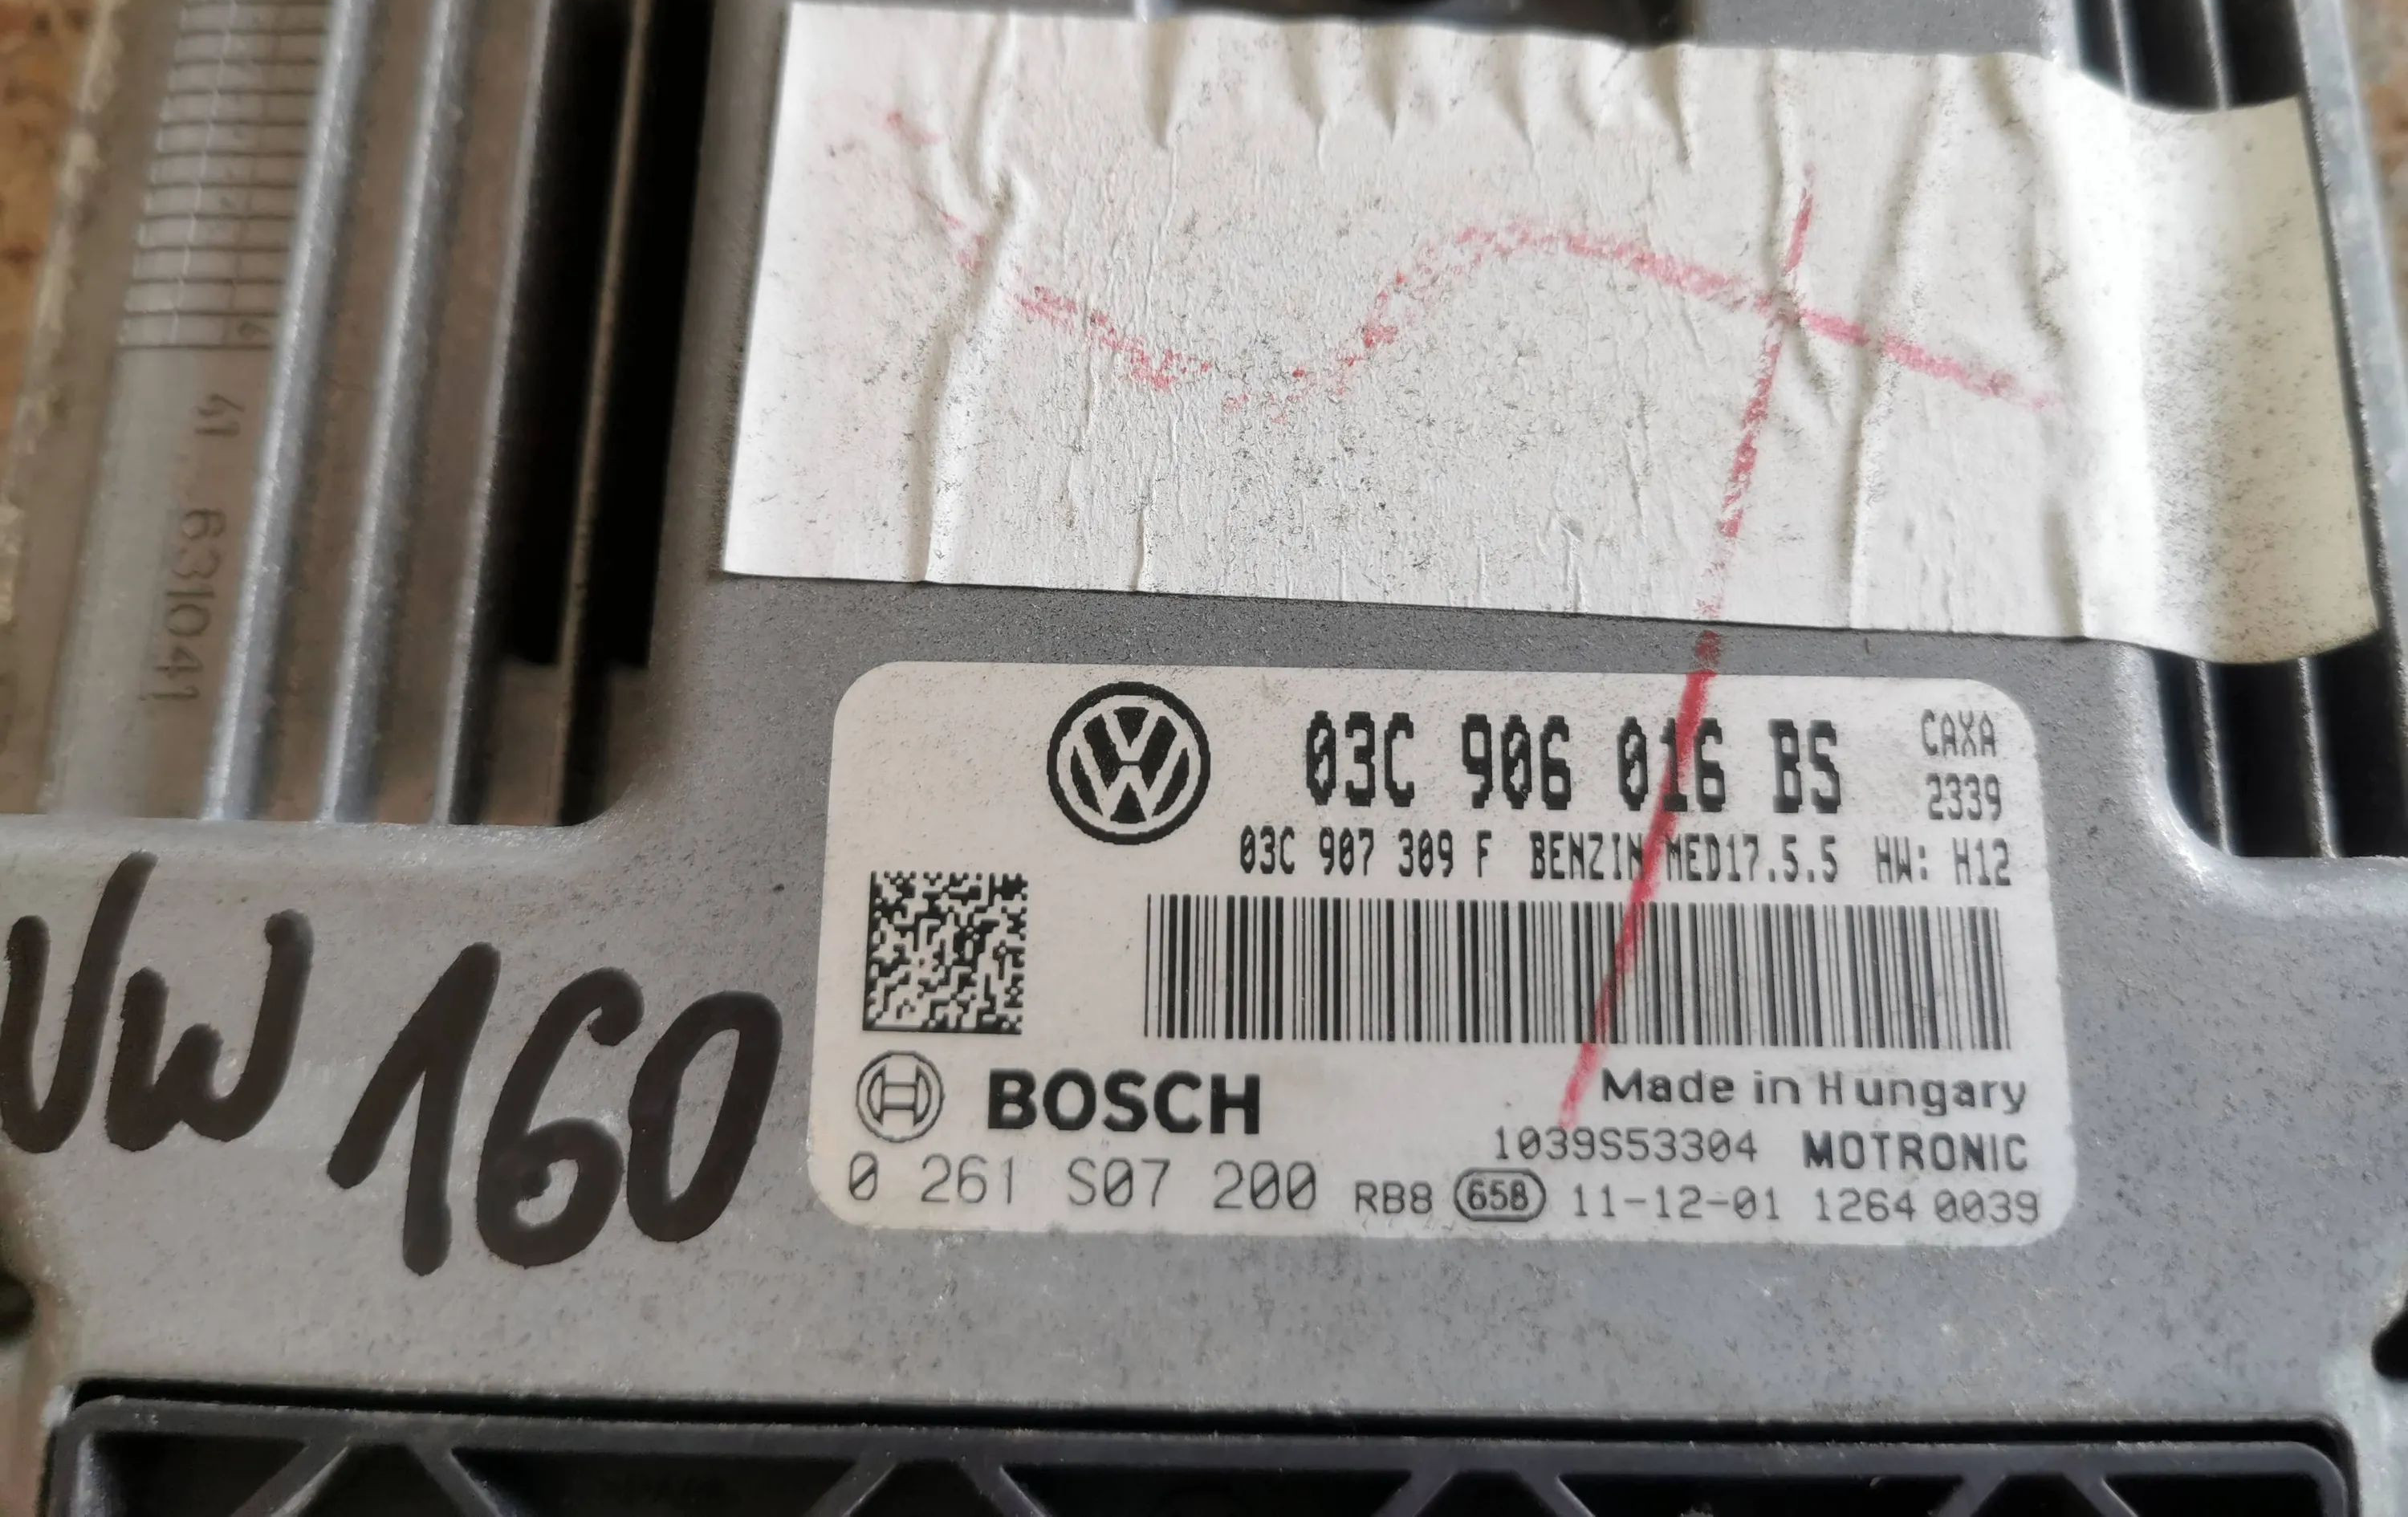 41 631041
03C 906 016 BS
CAXA
2339
03C 907 309 F BENZIN MED17.5.5 HW: H12
VW 160
BOSCH
Made in Hungary
1039S53304 MOTRONIC
0 261 S07 200 RB8 658 11-12-01 1264 0039